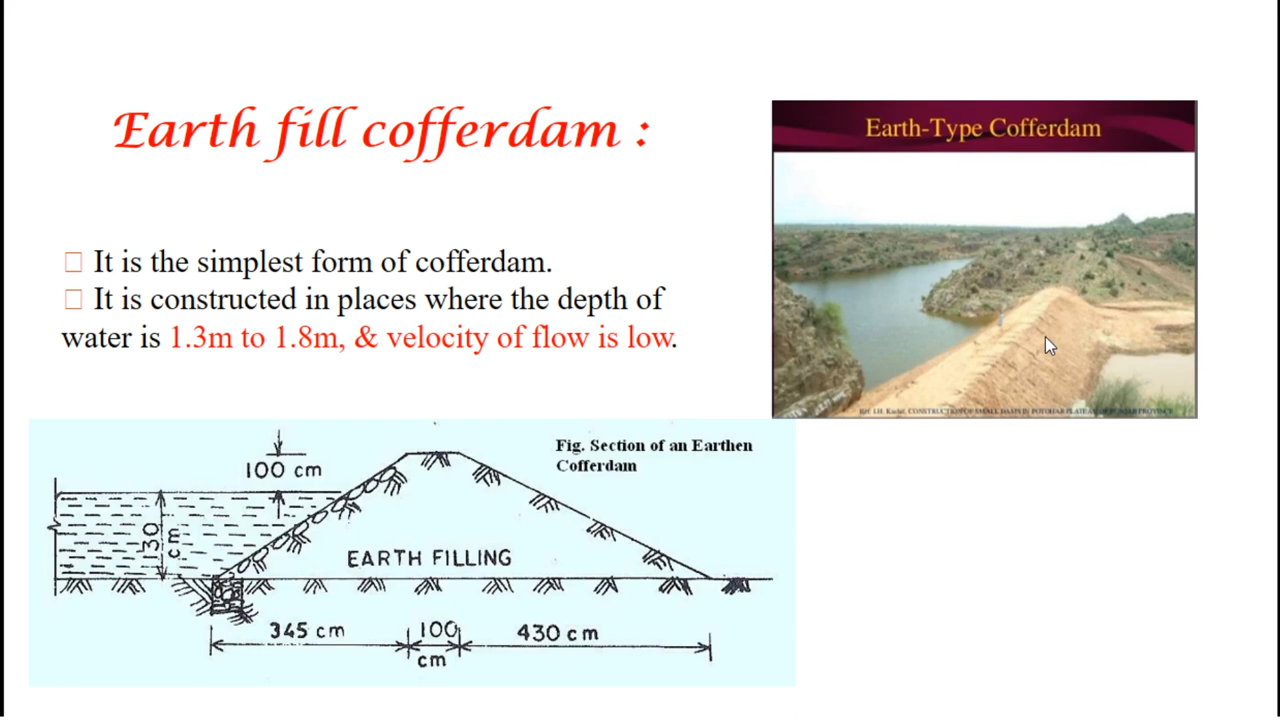 Earth fill cofferdam :
Earth-Type Cofferdam
It is the simplest form of cofferdam.
It is constructed in places where the depth of
water is 1.3m to 1.8m, & velocity of flow is low.
Fig. Section of an Earthen
Cofferdam
100 cm
130
cm
EARTH FILLING
345 cm
100
cm
430 cm